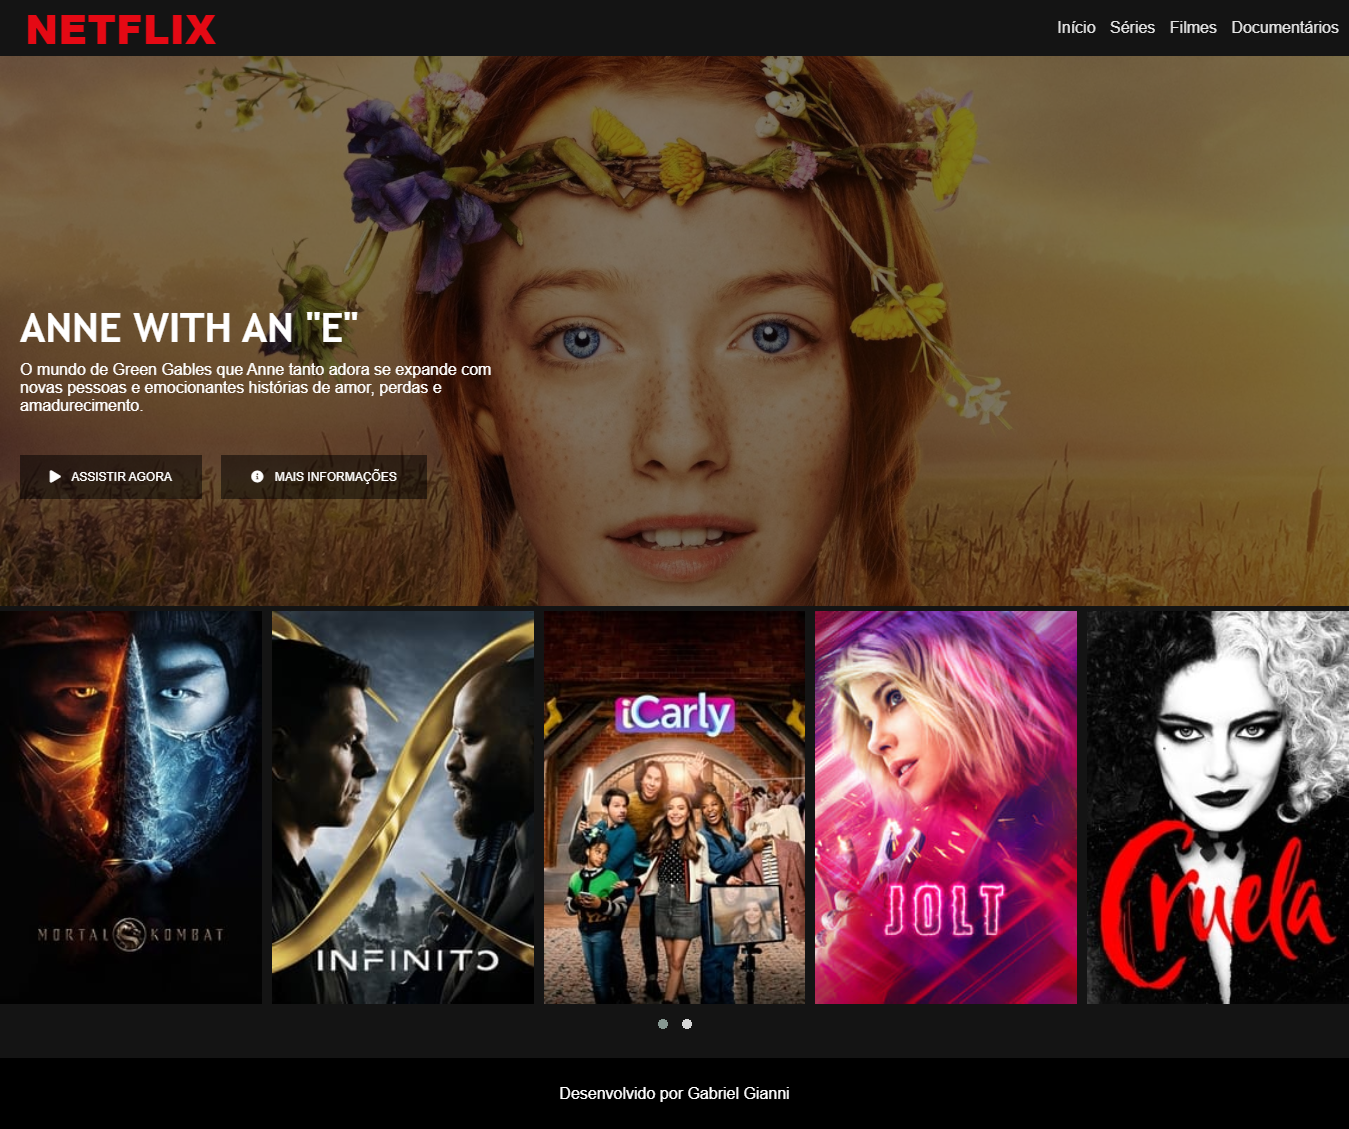 NETFLIX
Início Séries Filmes Documentários
ANNE WITH AN "E"
O mundo de Green Gables que Anne tanto adora se expande com
novas pessoas e emocionantes histórias de amor, perdas e
amadurecimento.
ASSISTIR AGORA MAIS INFORMAÇÕES
MORTAL KOMBAT
INFINITO
iCarly
JOLT
Cruela
Desenvolvido por Gabriel Gianni